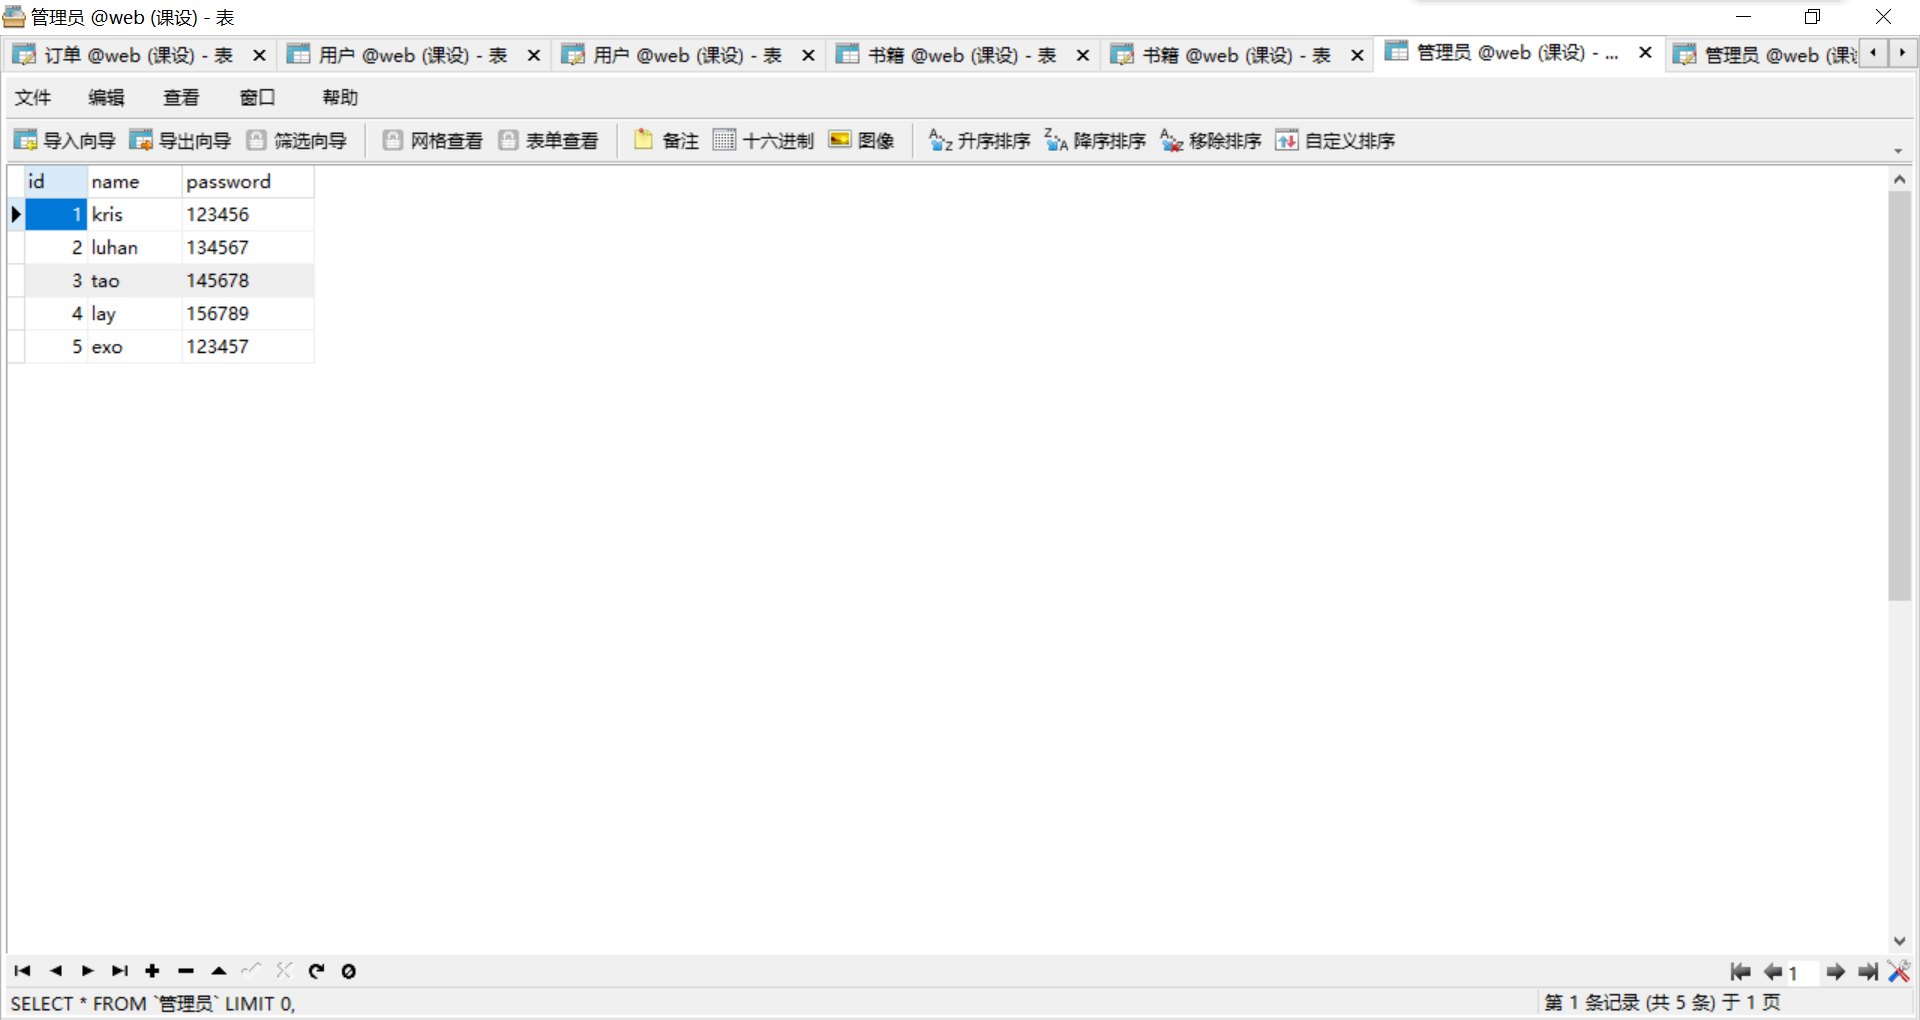 管理员 @web (课设) - 表
订单 @web (课设) - 表 用户 @web (课设) - 表 用户 @web (课设) - 表 书籍 @web (课设) - 表 书籍 @web (课设) - 表 管理员 @web (课设) - ... 管理员 @web (课
文件 编辑 查看 窗口 帮助
导入向导 导出向导 筛选向导 网格查看 表单查看 备注 十六进制 图像 升序排序 降序排序 移除排序 自定义排序
id name password
1 kris 123456
2 luhan 134567
3 tao 145678
4 lay 156789
5 exo 123457
1
SELECT * FROM `管理员` LIMIT 0, 第 1 条记录 (共 5 条) 于 1 页